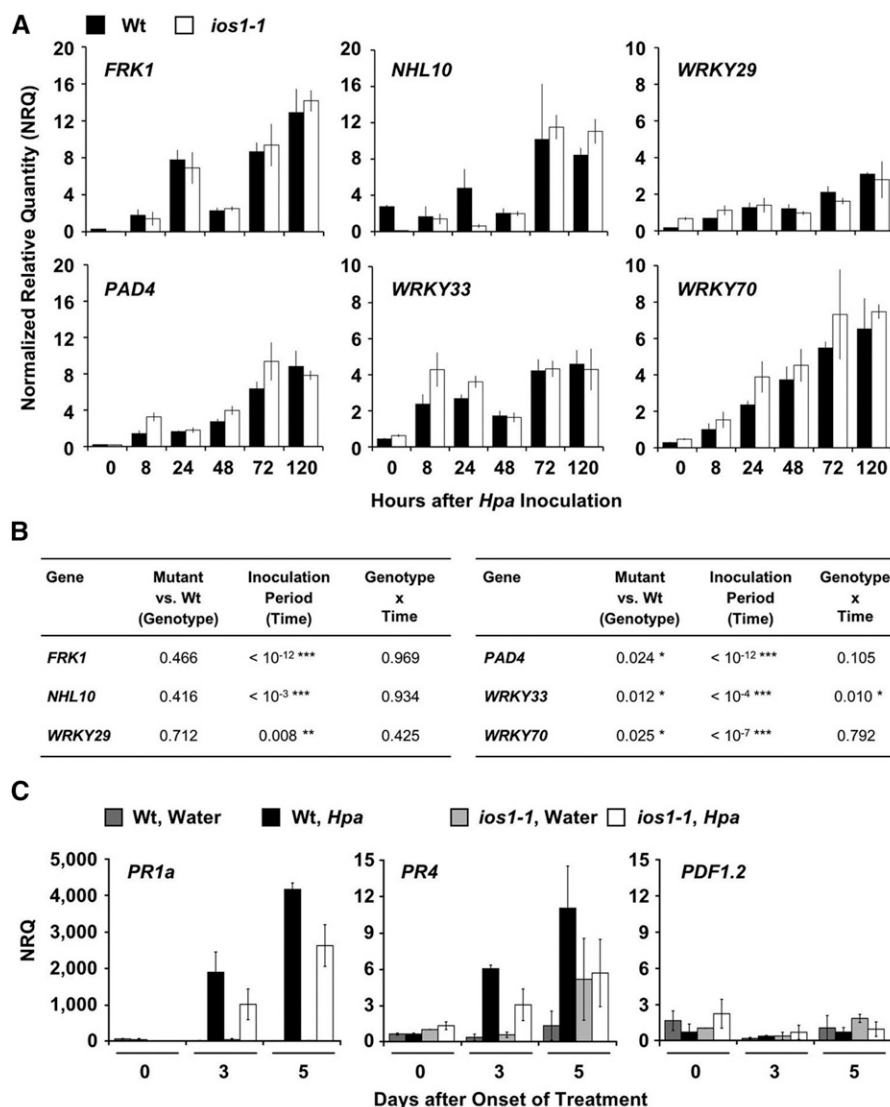 A
Wt
ios1-1
Normalized Relative Quantity (NRQ)
20
16
12
8
4
0
FRK1
20
16
12
8
4
0
NHL10
10
8
6
4
2
0
WRKY29
20
16
12
8
4
0
PAD4
0 8 24 48 72 120
10
8
6
4
2
0
WRKY33
0 8 24 48 72 120
10
8
6
4
2
0
WRKY70
0 8 24 48 72 120
Hours after Hpa Inoculation
B
Gene Mutant vs. Wt (Genotype) Inoculation Period (Time) Genotype x Time
FRK1 0.466 < 10-12 *** 0.969
NHL10 0.416 < 10-3 *** 0.934
WRKY29 0.712 0.008 ** 0.425
Gene Mutant vs. Wt (Genotype) Inoculation Period (Time) Genotype x Time
PAD4 0.024 * < 10-12 *** 0.105
WRKY33 0.012 * < 10-4 *** 0.010 *
WRKY70 0.025 * < 10-7 *** 0.792
C
Wt, Water
Wt, Hpa
ios1-1, Water
ios1-1, Hpa
NRQ
5,000
4,000
3,000
2,000
1,000
0
PR1a
0 3 5
15
12
9
6
3
0
PR4
0 3 5
15
12
9
6
3
0
PDF1.2
0 3 5
Days after Onset of Treatment